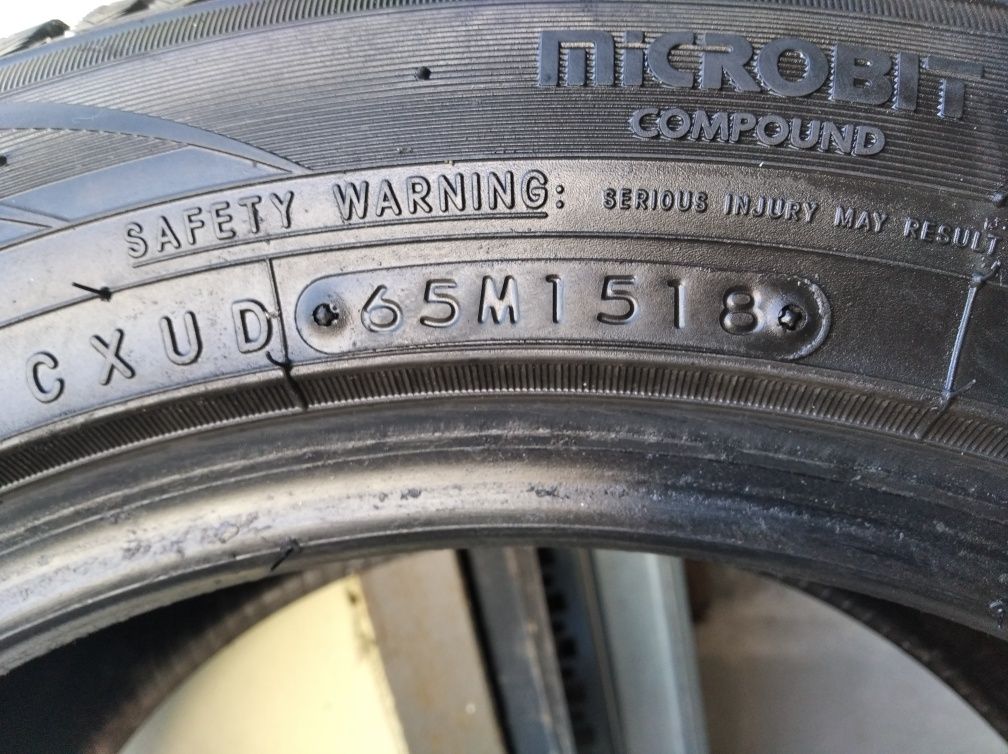 MiCROBIT
COMPOUND
SAFETY WARNING: SERIOUS INJURY MAY RESULT
CXUD 65M1518